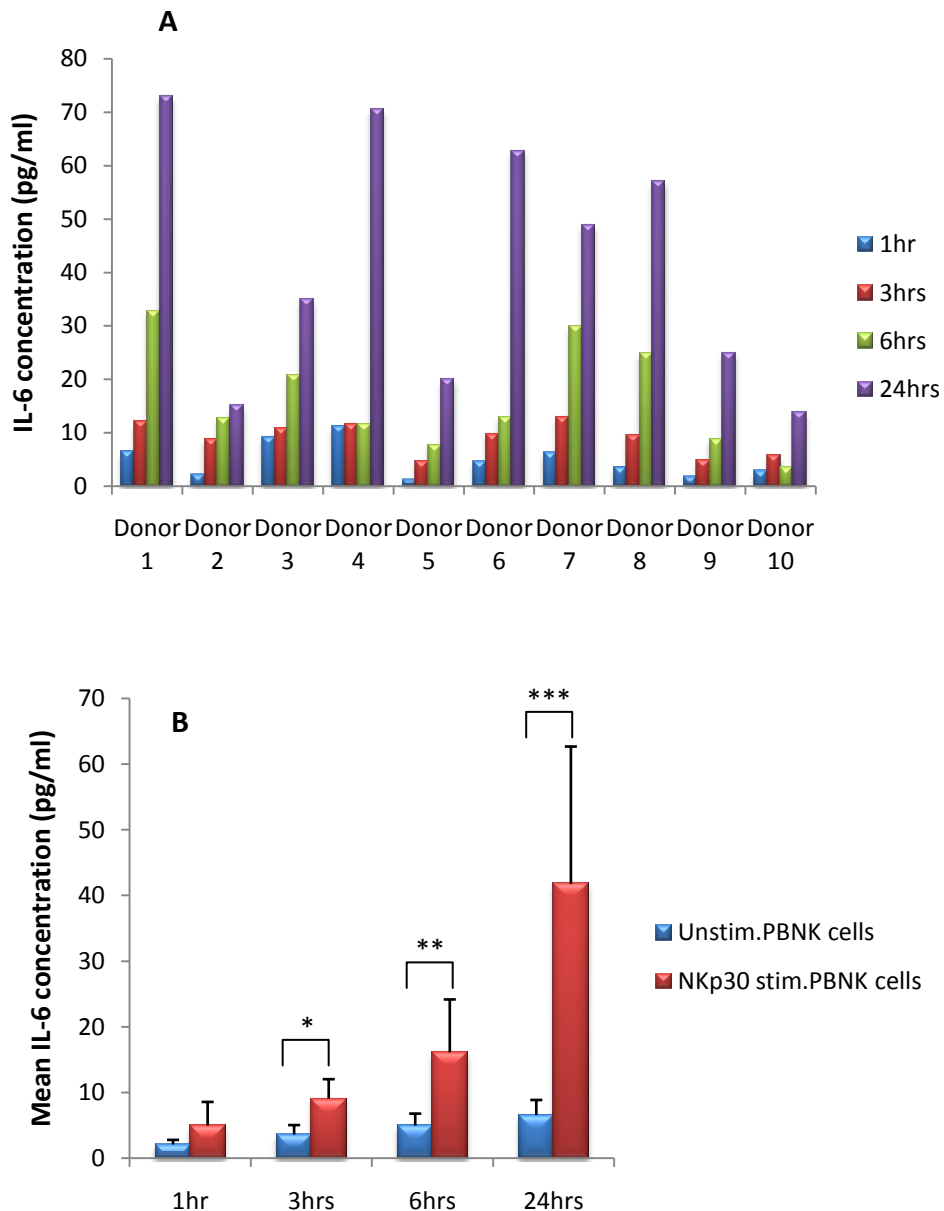 A
IL-6 concentration (pg/ml)
80
70
60
50
40
30
20
10
0
Donor Donor Donor Donor Donor Donor Donor Donor Donor Donor
1 2 3 4 5 6 7 8 9 10
1hr
3hrs
6hrs
24hrs
B
Mean IL-6 concentration (pg/ml)
70
60
50
40
30
20
10
0
*
**
***
1hr 3hrs 6hrs 24hrs
Unstim.PBNK cells
NKp30 stim.PBNK cells